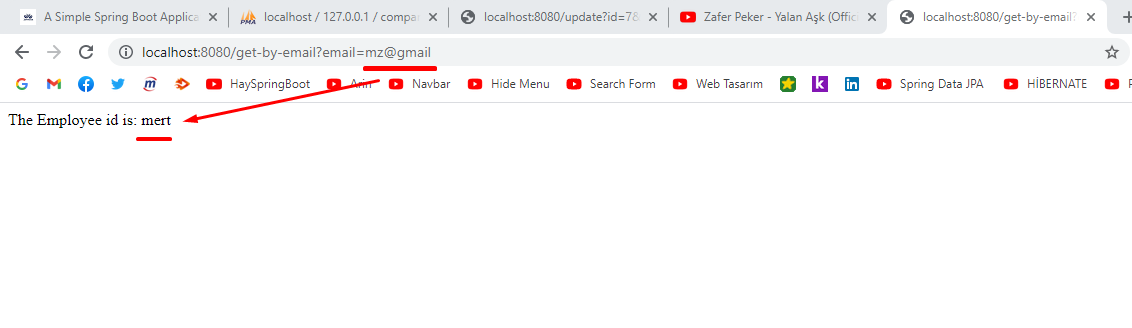 A Simple Spring Boot Applica
localhost / 127.0.0.1 / compa
localhost:8080/update?id=78
Zafer Peker - Yalan Aşk (Offic
localhost:8080/get-by-email?
localhost:8080/get-by-email?email=mz@gmail
HaySpringBoot
Ann
Navbar
Hide Menu
Search Form
Web Tasarım
Spring Data JPA
HİBERNATE
The Employee id is: mert